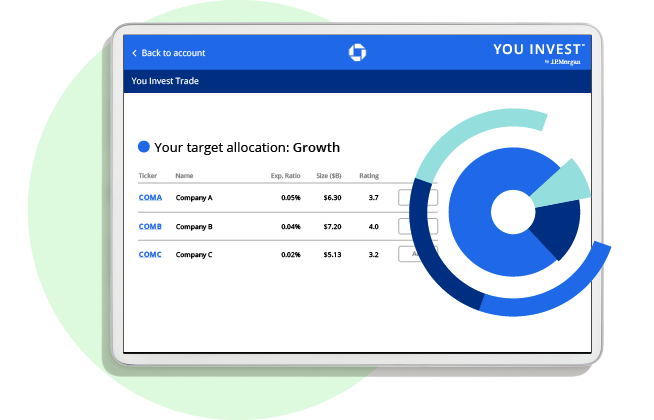 Back to account
YOU INVEST™
by J.P.Morgan
You Invest Trade
Your target allocation: Growth
Ticker Name Exp. Ratio Size ($B) Rating
COMA Company A 0.05% $6.30 3.7
COMB Company B 0.04% $7.20 4.0
COMC Company C 0.02% $5.13 3.2